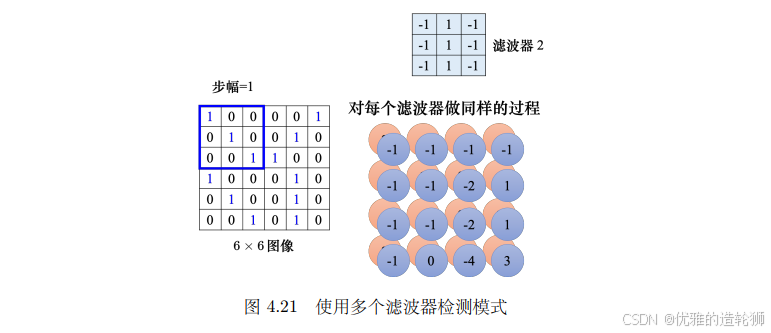 -1 1 -1
-1 1 -1
-1 1 -1
滤波器 2
步幅=1
对每个滤波器做同样的过程
1 0 0 0 0 1
0 1 0 0 1 0
0 0 1 1 0 0
1 0 0 0 1 0
0 1 0 0 1 0
0 0 1 0 1 0
-1 -1 -1 -1
-1 -1 -2 1
-1 -1 -2 1
-1 0 -4 3
6 × 6 图像
图 4.21 使用多个滤波器检测模式
CSDN @优雅的造轮狮